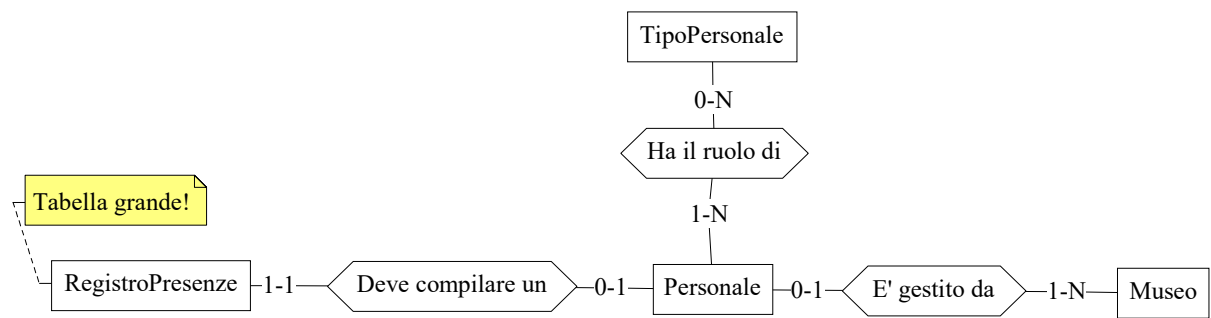 TipoPersonale
0-N
Ha il ruolo di
1-N
Tabella grande!
RegistroPresenze
1-1
Deve compilare un
0-1
Personale
0-1
E' gestito da
1-N
Museo